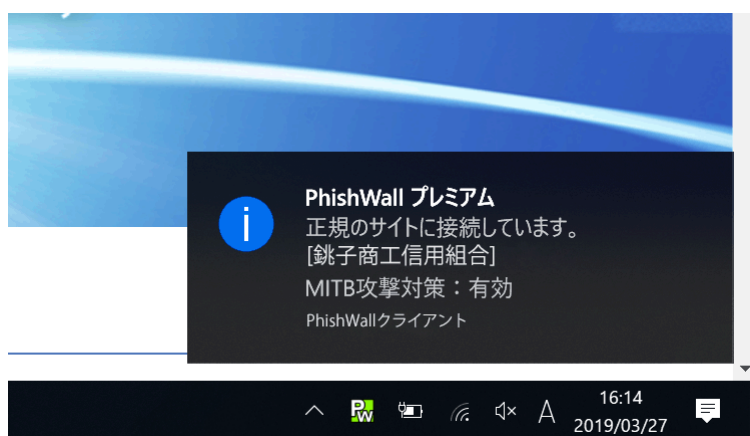 PhishWall プレミアム
正規のサイトに接続しています。
[銚子商工信用組合]
MITB攻撃対策：有効
PhishWallクライアント
PW
A
16:14
2019/03/27